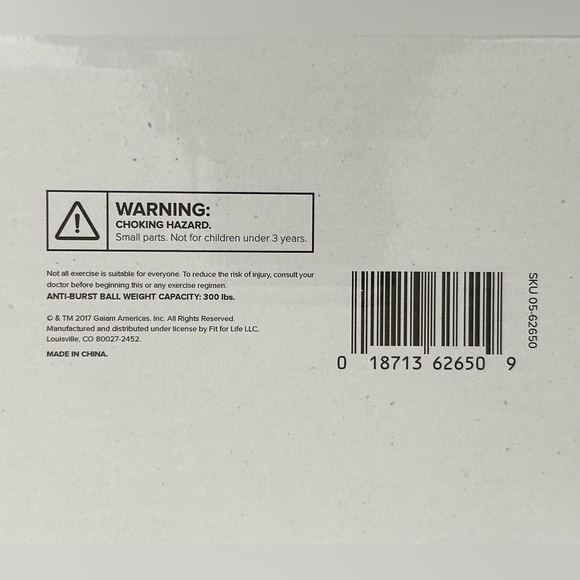 WARNING:
CHOKING HAZARD.
Small parts. Not for children under 3 years.
Not all exercise is suitable for everyone. To reduce the risk of injury, consult your
doctor before beginning this or any exercise regimen.
ANTI-BURST BALL WEIGHT CAPACITY: 300 lbs.
© & TM 2017 Gaiam Americas, Inc. All Rights Reserved.
Manufactured and distributed under license by Fit for Life LLC,
Louisville, CO 80027-2452.
MADE IN CHINA.
0 18713 62650 9
SKU 05-62650